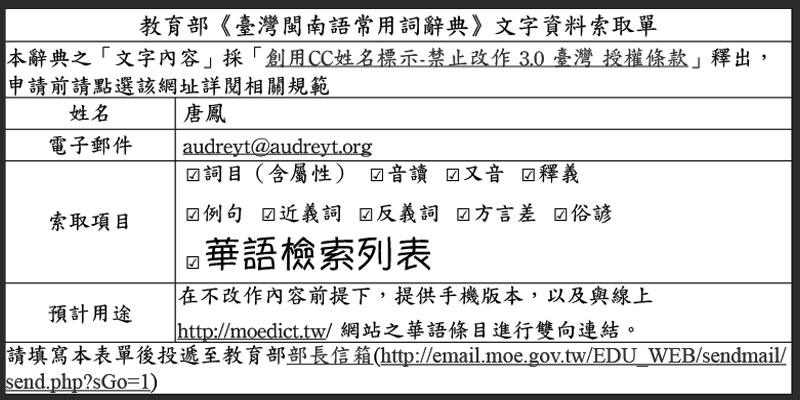 教育部《臺灣閩南語常用詞辭典》文字資料索取單
本辭典之「文字內容」採「創用CC姓名標示-禁止改作 3.0 臺灣 授權條款」釋出，
申請前請點選該網址詳閱相關規範
姓名 唐鳳
電子郵件 audreyt@audreyt.org
☑詞目（含屬性） ☑音讀 ☑又音 ☑釋義
索取項目 ☑例句 ☑近義詞 ☑反義詞 ☑方言差 ☑俗諺
☑華語檢索列表
預計用途 在不改作內容前提下，提供手機版本，以及與線上
http://moedict.tw/ 網站之華語條目進行雙向連結。
請填寫本表單後投遞至教育部部長信箱(http://email.moe.gov.tw/EDU_WEB/sendmail/
send.php?sGo=1)